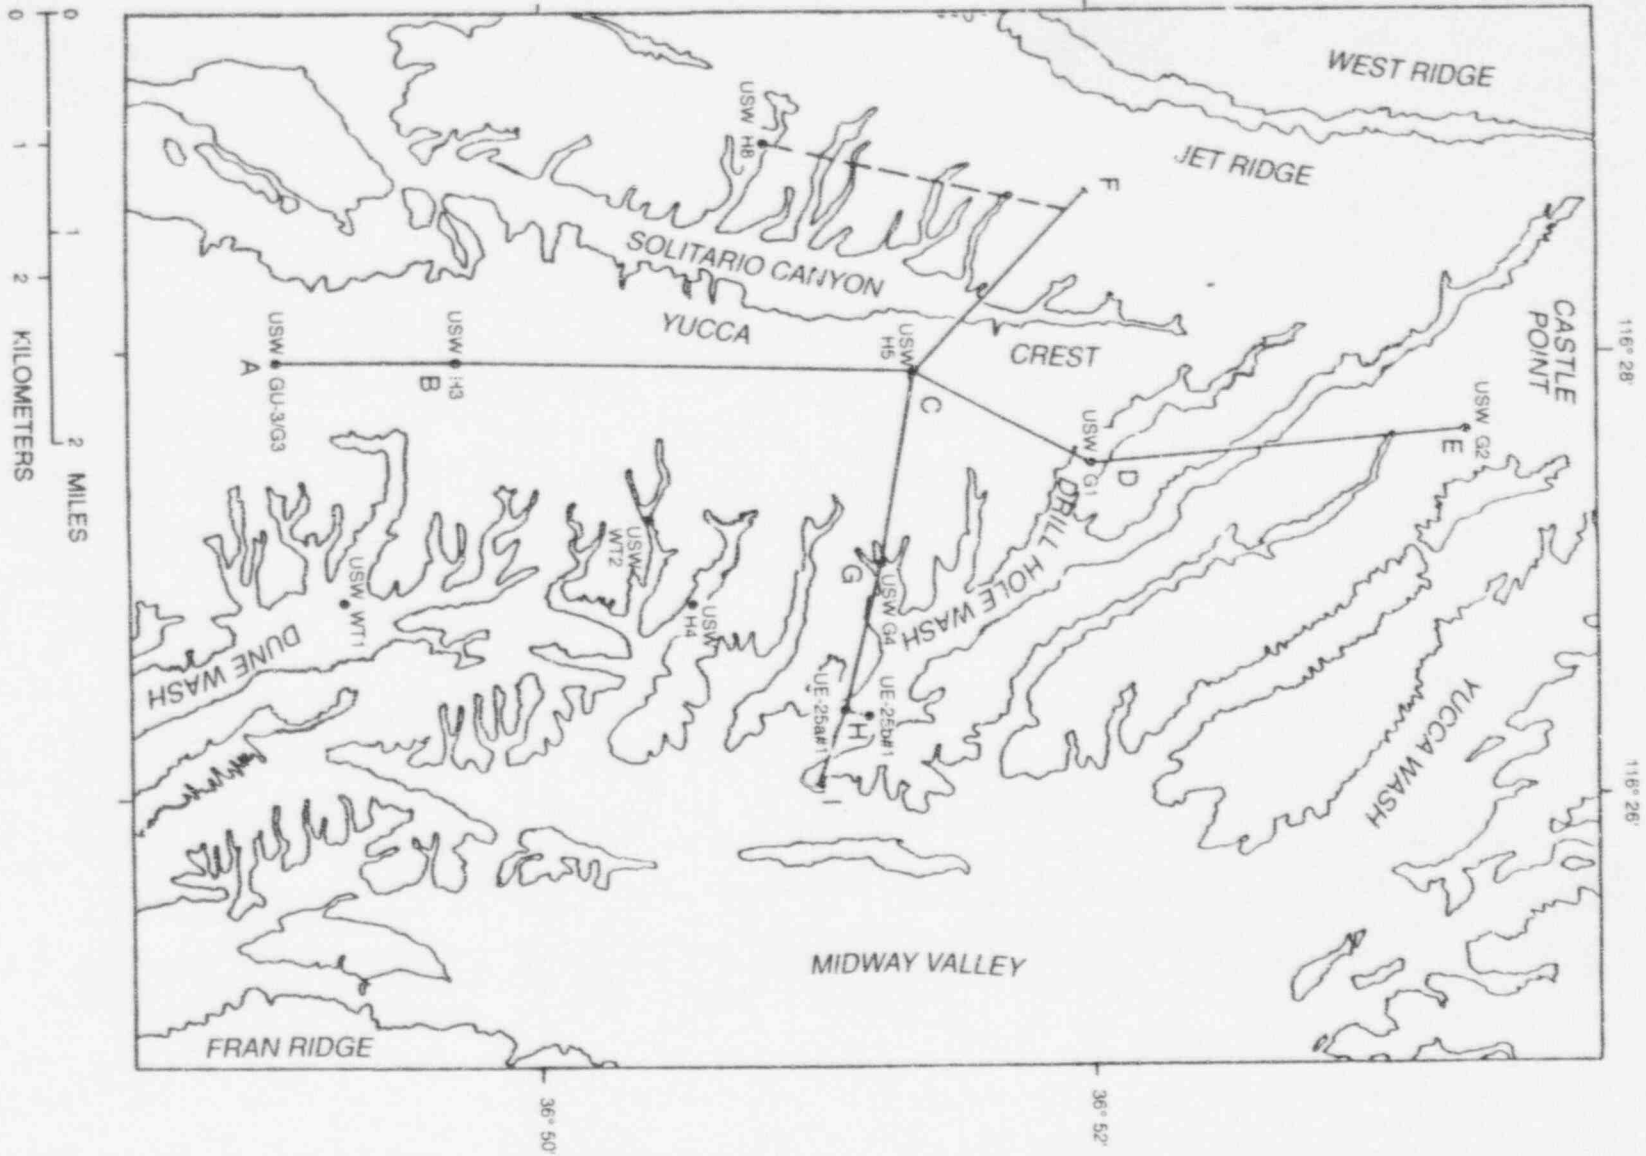 WEST RIDGE
JET RIDGE
CASTLE
POINT
116° 28'
USW H8
F
SOLITARIO CANYON
YUCCA
CREST
USW
H5
C
USW H3
B
USW GU-3/G3
A
USW G1
D
USW G2
E
DRILL HOLE WASH
USW
WT2
USW
H4
USW G4
G
USW WT1
DUNE WASH
UE-25a#1
UE-25b#1
H
I
YUCCA WASH
116° 26'
MIDWAY VALLEY
FRAN RIDGE
36° 50'
36° 52'
0 1 2 MILES
0 1 2 KILOMETERS